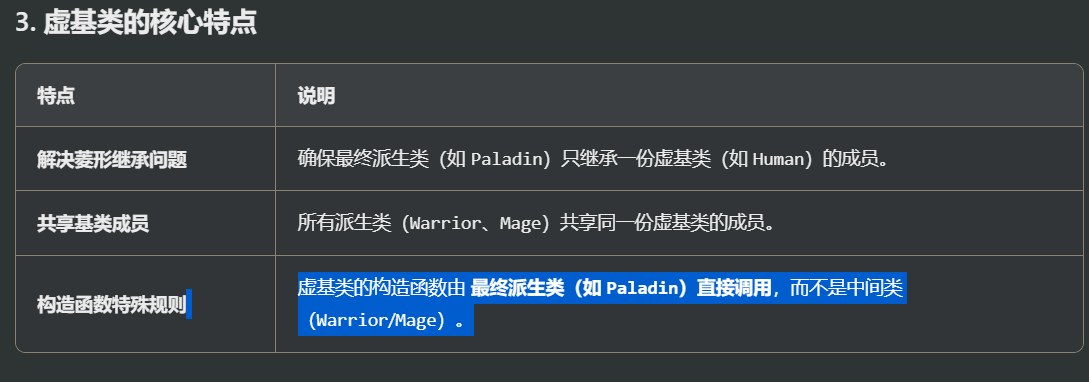 3. 虚基类的核心特点
特点 说明
解决菱形继承问题 确保最终派生类（如 Paladin）只继承一份虚基类（如 Human）的成员。
共享基类成员 所有派生类（Warrior、Mage）共享同一份虚基类的成员。
构造函数特殊规则 虚基类的构造函数由 最终派生类（如 Paladin）直接调用，而不是中间类
（Warrior/Mage）。